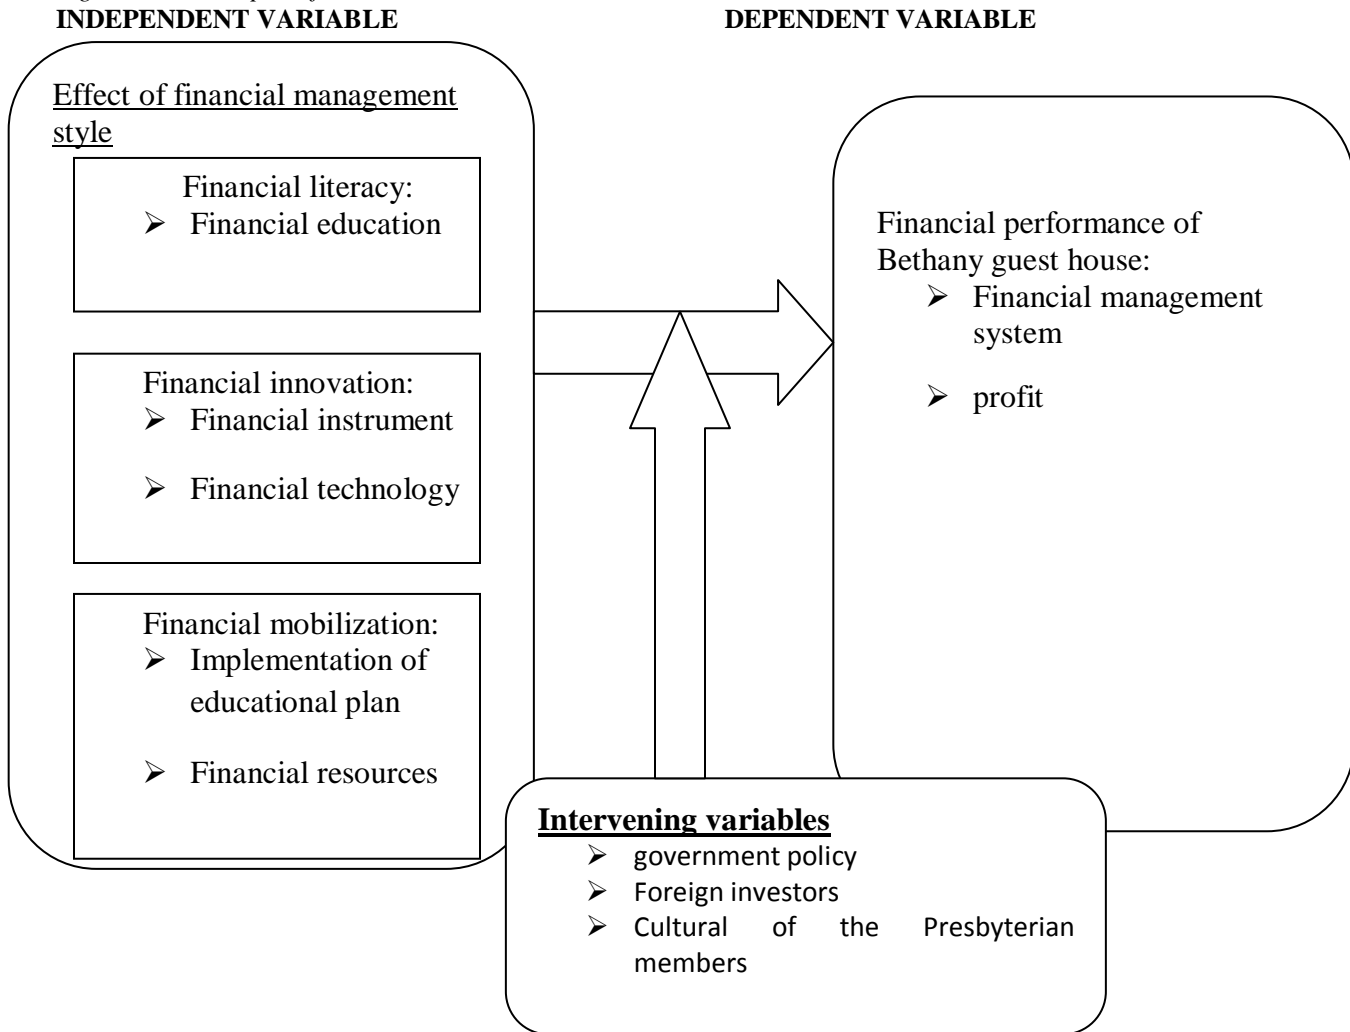 INDEPENDENT VARIABLE
DEPENDENT VARIABLE
Effect of financial management
style
Financial literacy:
➢ Financial education
Financial innovation:
➢ Financial instrument
➢ Financial technology
Financial mobilization:
➢ Implementation of
educational plan
➢ Financial resources
Financial performance of
Bethany guest house:
➢ Financial management
system
➢ profit
Intervening variables
➢ government policy
➢ Foreign investors
➢ Cultural of the Presbyterian
members